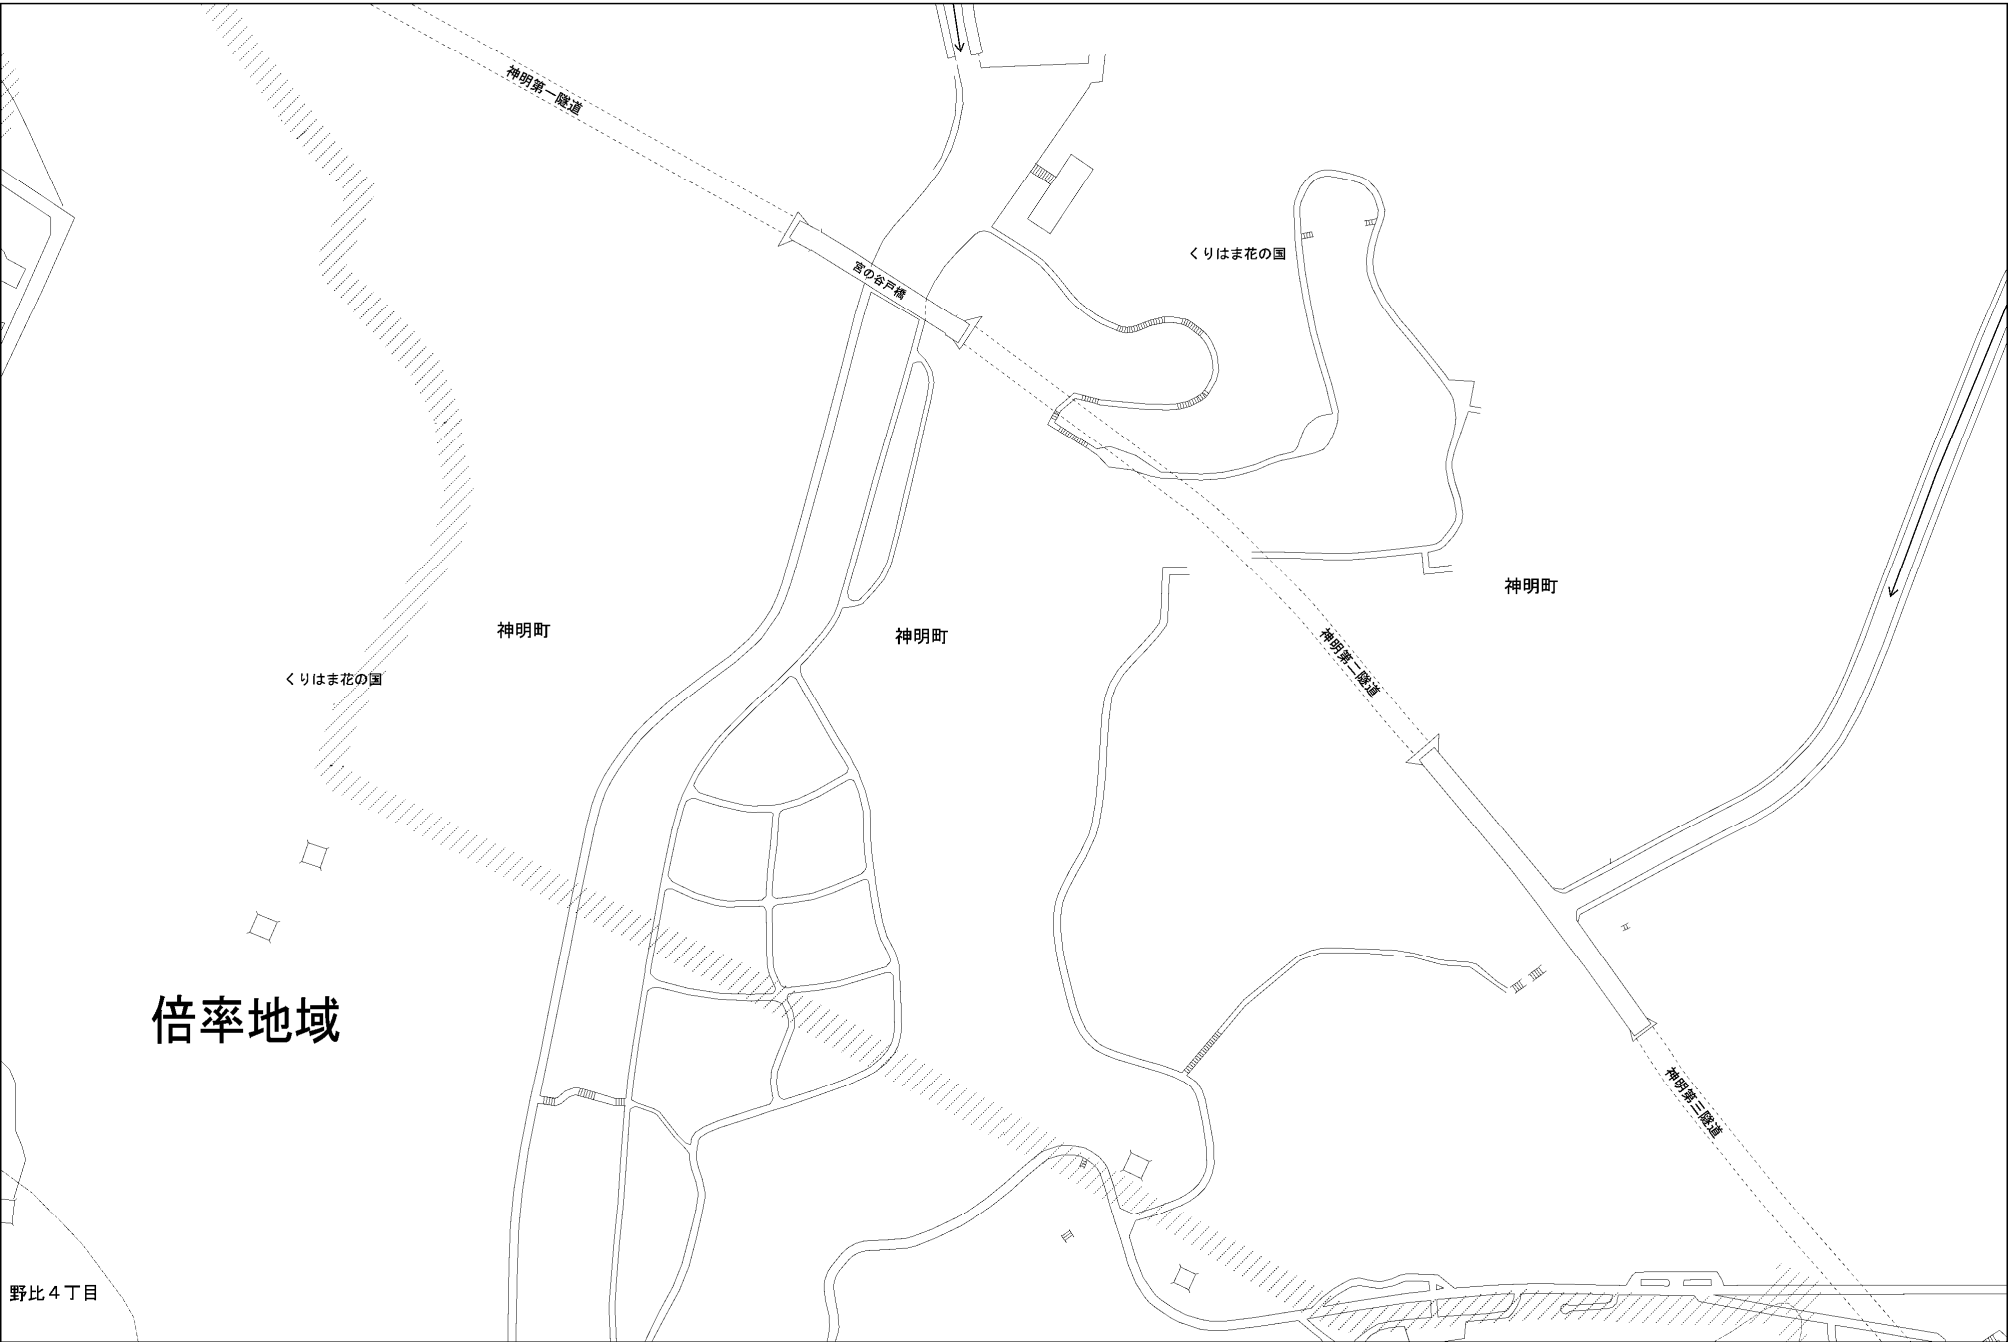 神明第一隧道
くりはま花の国
宮の谷戸橋
神明町
神明町
神明町
神明第二隧道
くりはま花の国
倍率地域
神明第三隧道
野比４丁目